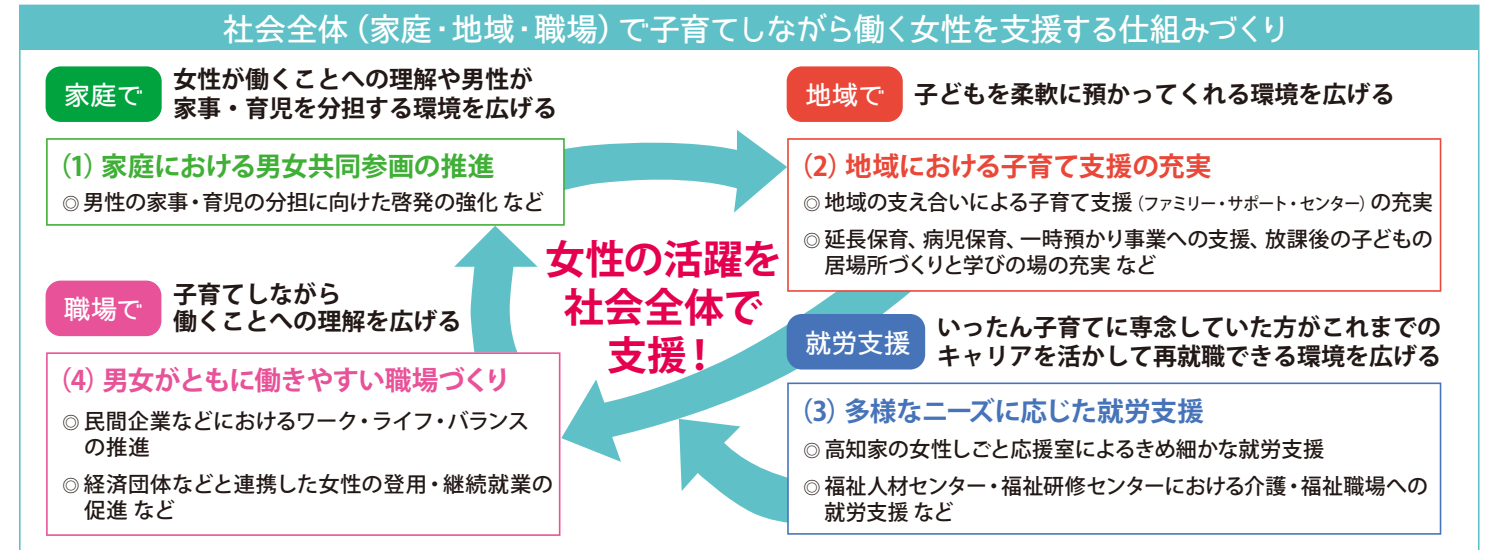 社会全体（家庭・地域・職場）で子育てしながら働く女性を支援する仕組みづくり
家庭で
女性が働くことへの理解や男性が
家事・育児を分担する環境を広げる
（1）家庭における男女共同参画の推進
◎男性の家事・育児の分担に向けた啓発の強化 など
地域で
子どもを柔軟に預かってくれる環境を広げる
（2）地域における子育て支援の充実
◎地域の支え合いによる子育て支援（ファミリー・サポート・センター）の充実
◎延長保育、病児保育、一時預かり事業への支援、放課後の子どもの
居場所づくりと学びの場の充実 など
女性の活躍を
社会全体で
支援！
就労支援
いったん子育てに専念していた方がこれまでの
キャリアを活かして再就職できる環境を広げる
（3）多様なニーズに応じた就労支援
◎高知家の女性しごと応援室によるきめ細かな就労支援
◎福祉人材センター・福祉研修センターにおける介護・福祉職場への
就労支援 など
職場で
子育てしながら
働くことへの理解を広げる
（4）男女がともに働きやすい職場づくり
◎民間企業などにおけるワーク・ライフ・バランス
の推進
◎経済団体などと連携した女性の登用・継続就業の
促進 など